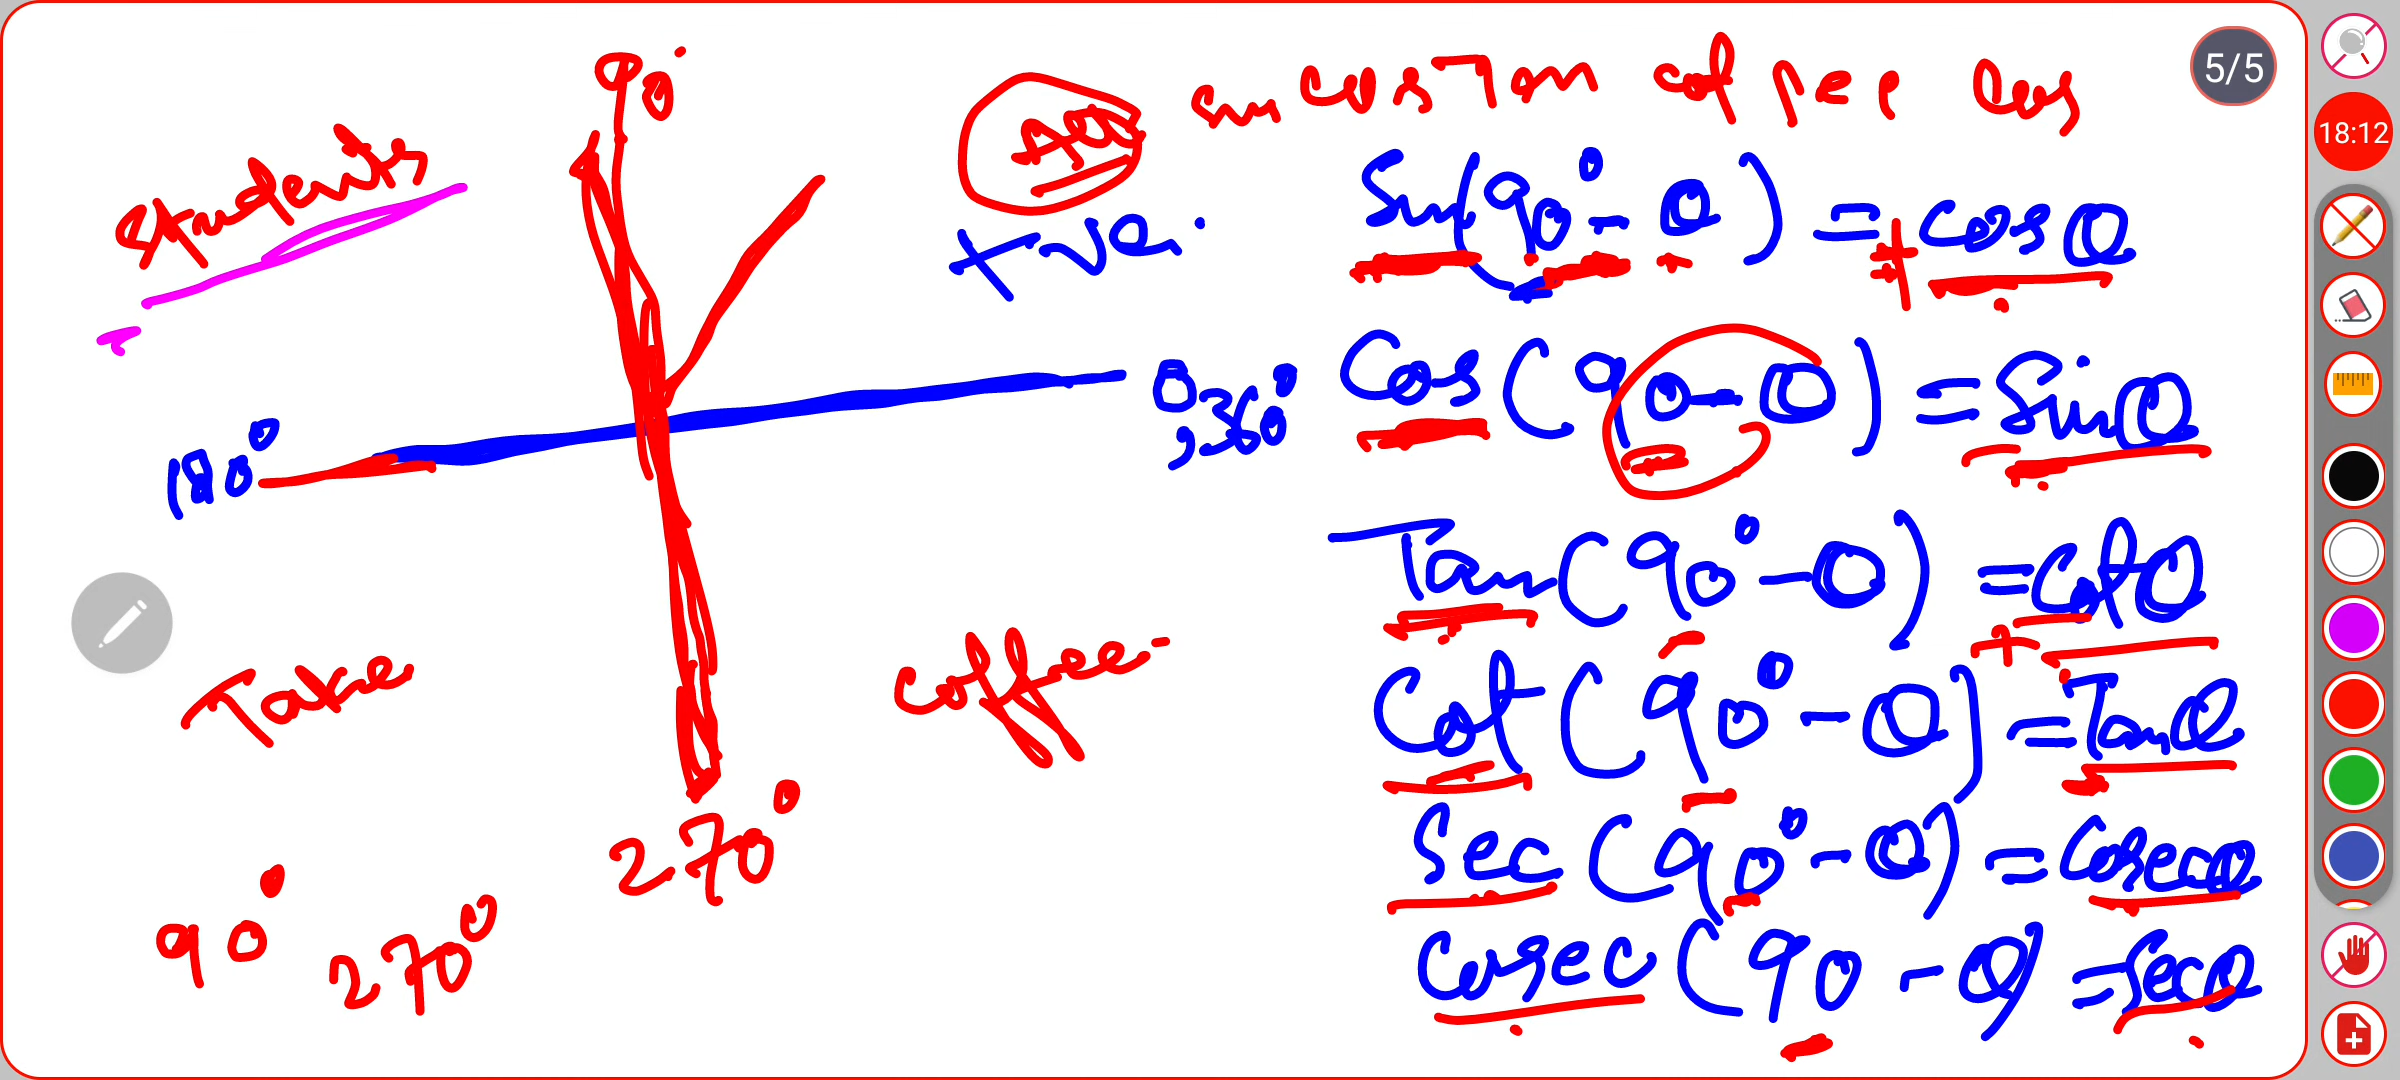 90°
Students
Add
sin cos Tan cot sec cos
+ve.
Sin(90°-θ) = +cosθ
180°
0,360°
Cos(90-θ) = Sinθ
Tan(90°-θ) = cotθ
+
Take
coffee
Cot(90°-θ) = Tanθ
270°
Sec(90°-θ) = cosecθ
90° 270°
Cosec(90-θ) = Secθ
5/5
18:12